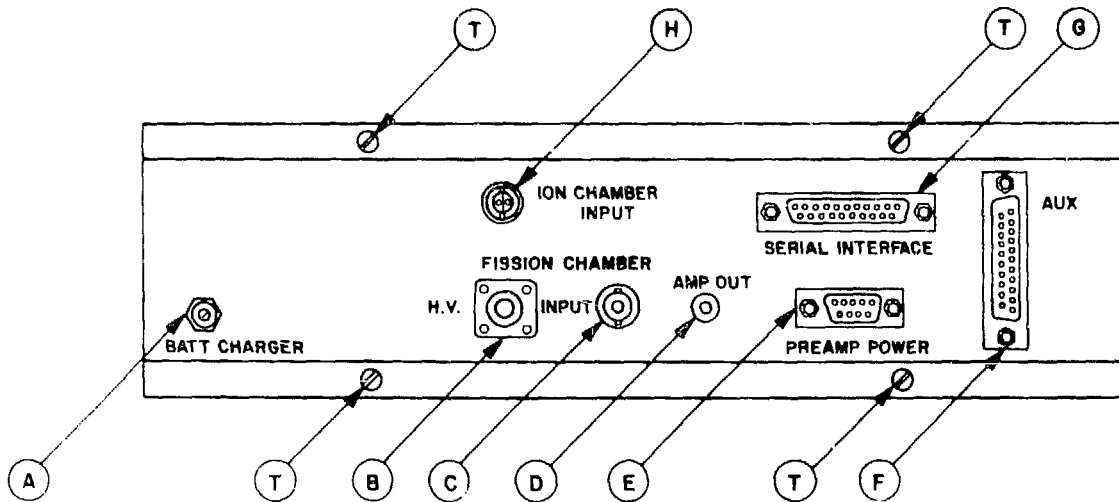 T
H
T
G
ION CHAMBER
INPUT
AUX
SERIAL INTERFACE
FISSION CHAMBER
H.V.
INPUT
AMP OUT
BATT CHARGER
PREAMP POWER
A
T
B
C
D
E
T
F